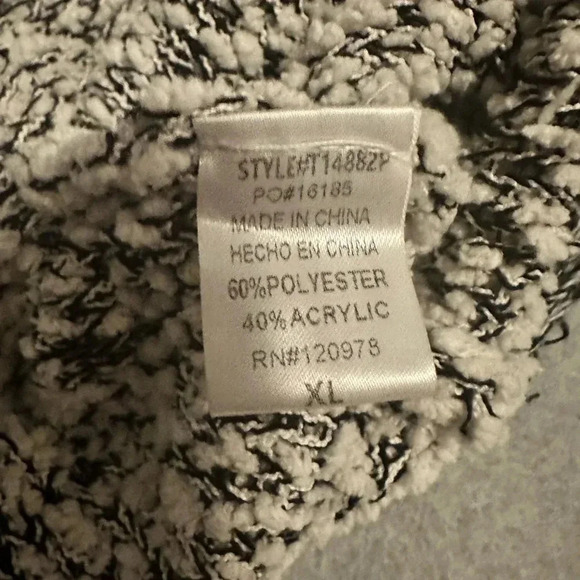 STYLE#T14882P
PO#16185
MADE IN CHINA
HECHO EN CHINA
60%POLYESTER
40%ACRYLIC
RN#120978
XL